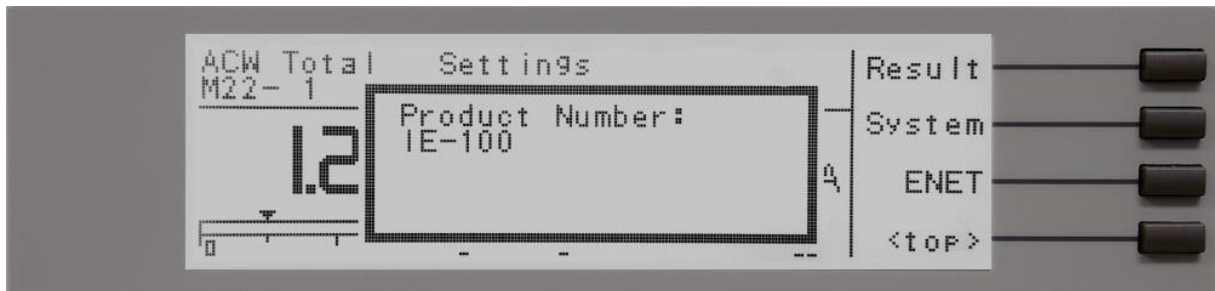 ACW Total Settings
M22- 1
Product Number:
IE-100
1.2
A
0
Result
System
ENET
<top>